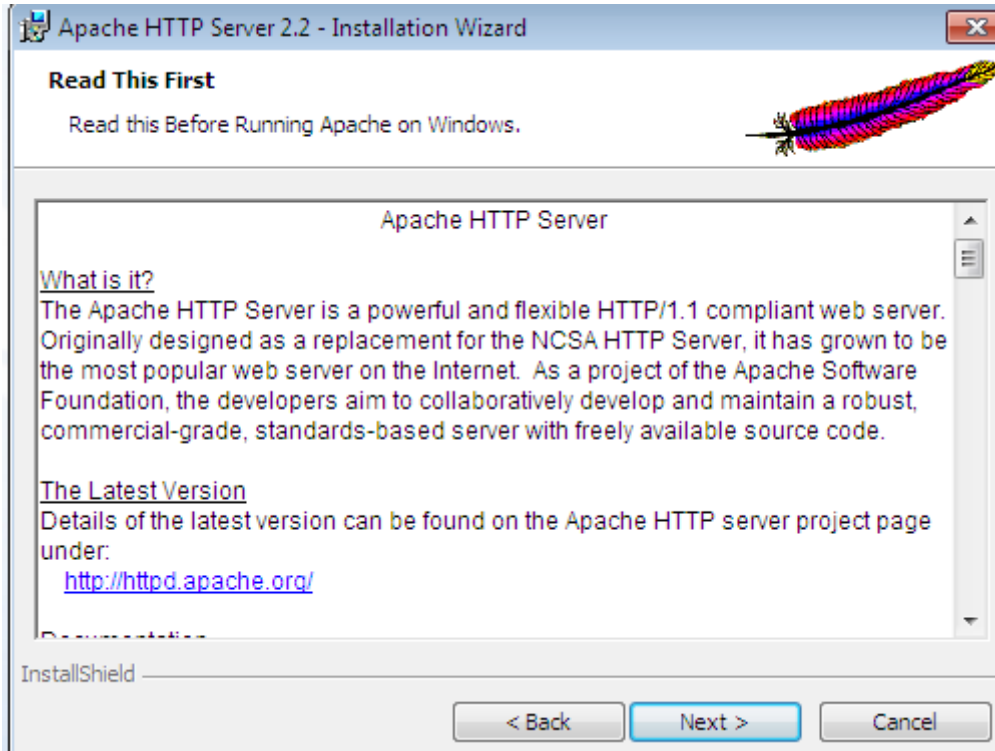 Apache HTTP Server 2.2 - Installation Wizard
Read This First
Read this Before Running Apache on Windows.
Apache HTTP Server
What is it?
The Apache HTTP Server is a powerful and flexible HTTP/1.1 compliant web server.
Originally designed as a replacement for the NCSA HTTP Server, it has grown to be
the most popular web server on the Internet.  As a project of the Apache Software
Foundation, the developers aim to collaboratively develop and maintain a robust,
commercial-grade, standards-based server with freely available source code.
The Latest Version
Details of the latest version can be found on the Apache HTTP server project page
under:
http://httpd.apache.org/
Documentation
InstallShield
< Back
Next >
Cancel